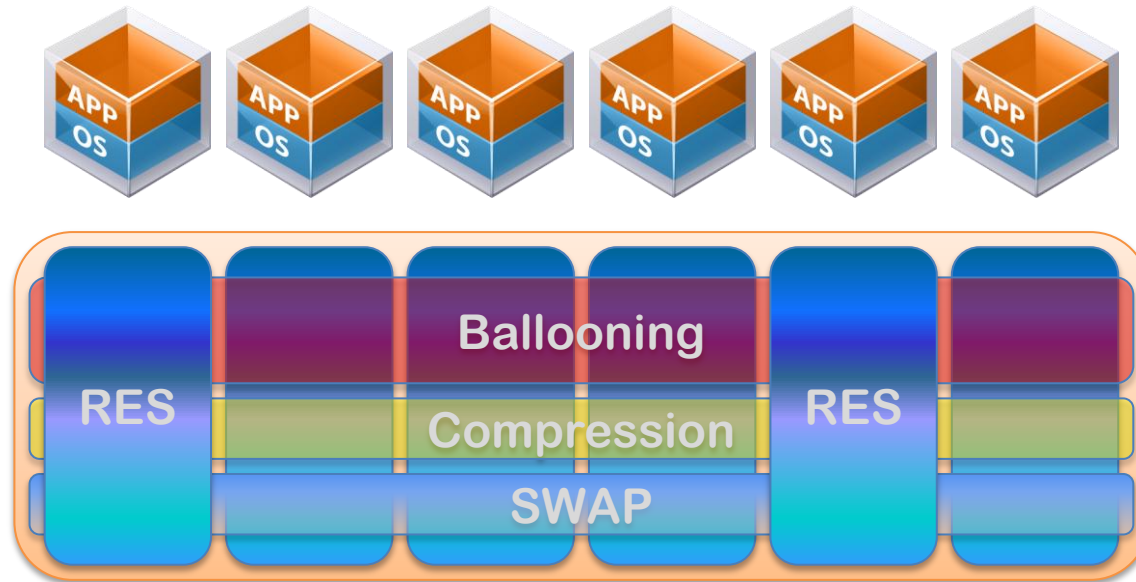 APP
OS
APP
OS
APP
OS
APP
OS
APP
OS
APP
OS
Ballooning
RES
RES
Compression
SWAP